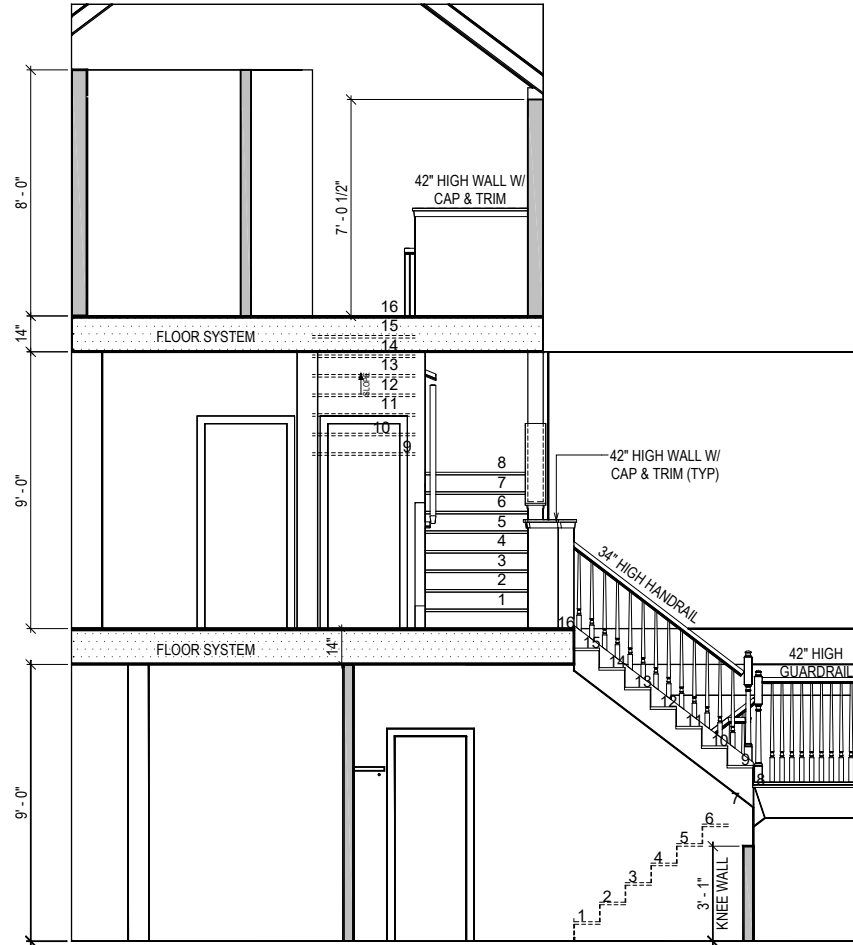 8' - 0"
7' - 0 1/2"
42" HIGH WALL W/
CAP & TRIM
16
14"
FLOOR SYSTEM
15
14
13
12
SLOPE
11
10
9
9' - 0"
8
7
6
5
4
3
2
1
42" HIGH WALL W/
CAP & TRIM (TYP)
34" HIGH HANDRAIL
FLOOR SYSTEM
14"
16
15
14
13
12
11
10
9
8
7
42" HIGH
GUARDRAIL
9' - 0"
6
5
4
3
2
1
3' - 1"
KNEE WALL